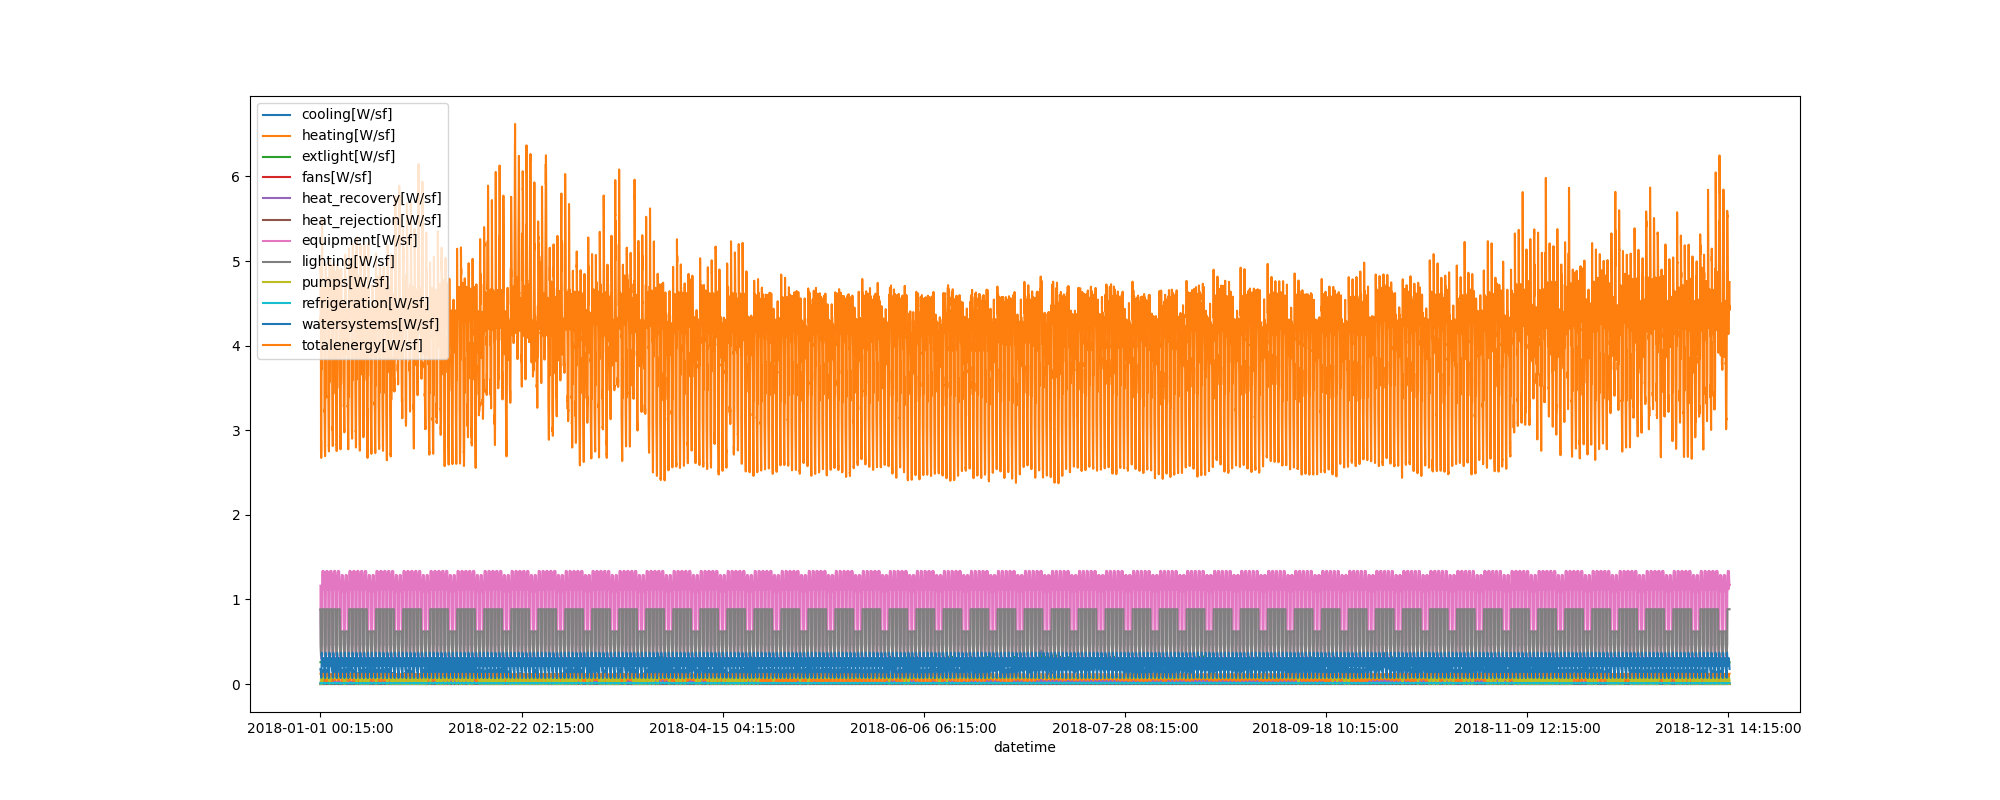 cooling[W/sf]
heating[W/sf]
extlight[W/sf]
fans[W/sf]
heat_recovery[W/sf]
heat_rejection[W/sf]
equipment[W/sf]
lighting[W/sf]
pumps[W/sf]
refrigeration[W/sf]
watersystems[W/sf]
totalenergy[W/sf]
6
5
4
3
2
1
0
2018-01-01 00:15:00 2018-02-22 02:15:00 2018-04-15 04:15:00 2018-06-06 06:15:00 2018-07-28 08:15:00 2018-09-18 10:15:00 2018-11-09 12:15:00 2018-12-31 14:15:00
datetime